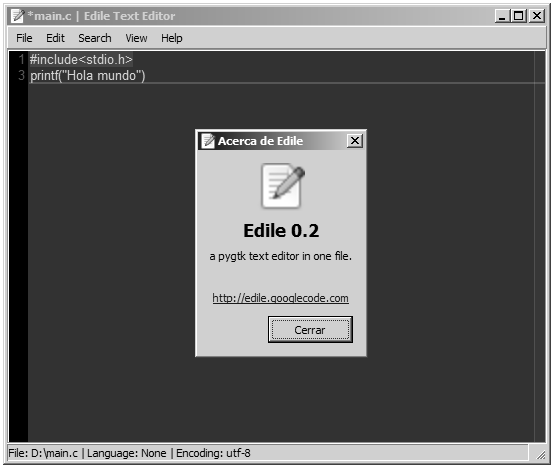 *main.c | Edile Text Editor
File Edit Search View Help
1 #include<stdio.h>
3 printf("Hola mundo")
Acerca de Edile
Edile 0.2
a pygtk text editor in one file.
http://edile.googlecode.com
Cerrar
File: D:\main.c | Language: None | Encoding: utf-8